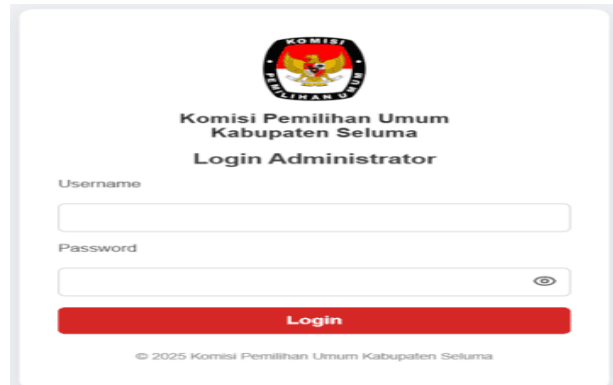 KOMISI
PEMILIHAN UMUM
Komisi Pemilihan Umum
Kabupaten Seluma
Login Administrator
Username
Password
Login
© 2025 Komisi Pemilihan Umum Kabupaten Seluma